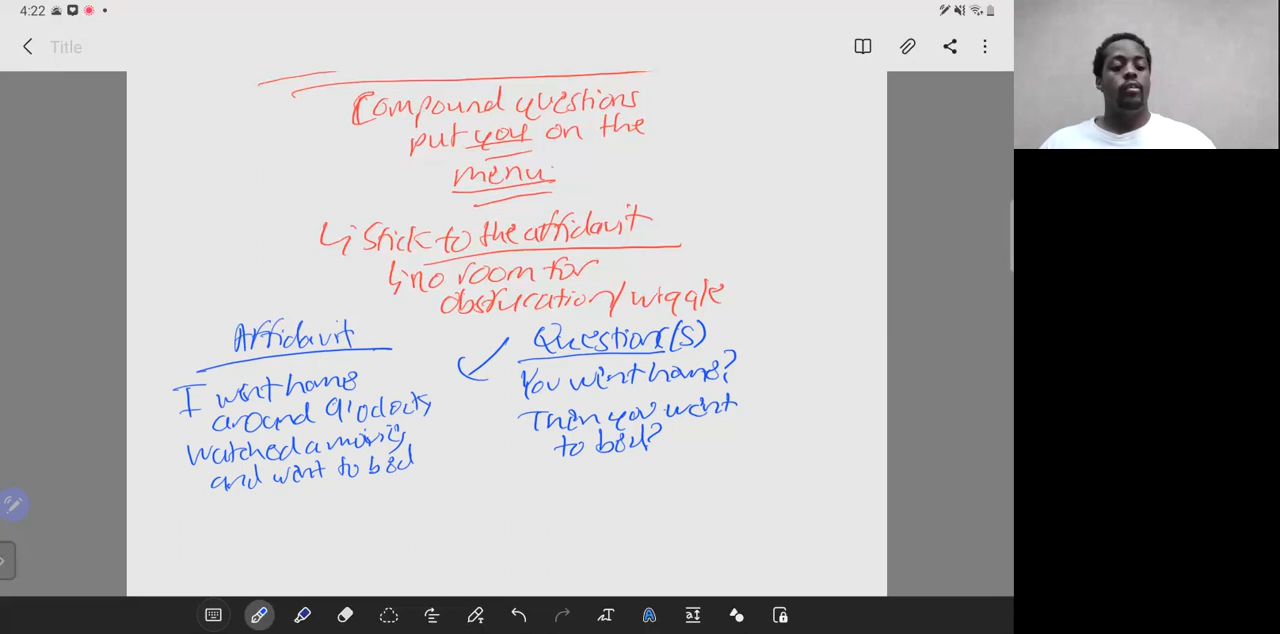 4:22
Title
Compound questions
put you on the
menu
↳ Stick to the affidavit
↳ no room for
obsfucation/wiggle
Affidavit
I went home
around 9 o'clock,
watched a movie
and went to bed
Question(s)
You went home?
Then you went
to bed?